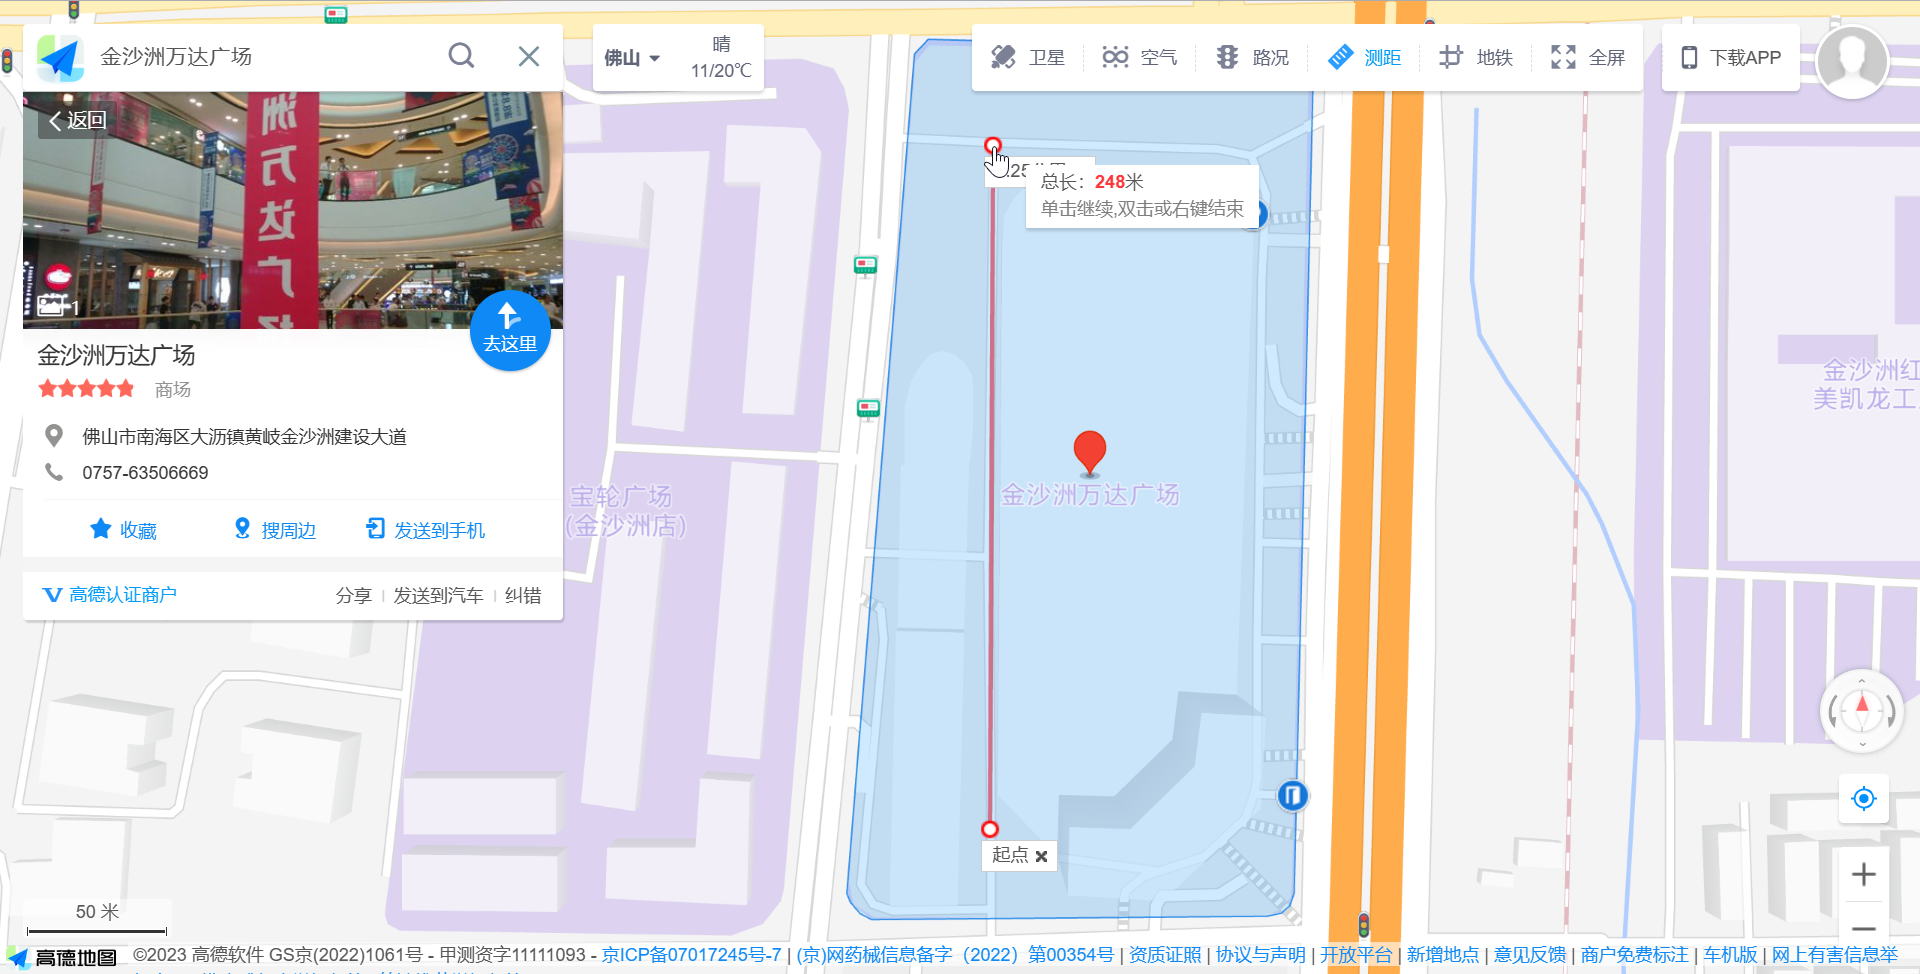 金沙洲万达广场
佛山
晴
11/20℃
卫星
空气
路况
测距
地铁
全屏
下载APP
返回
洲万达广场
1
去这里
金沙洲万达广场
商场
佛山市南海区大沥镇黄岐金沙洲建设大道
0757-63506669
收藏
搜周边
发送到手机
高德认证商户
分享
发送到汽车
纠错
总长：248米
单击继续,双击或右键结束
金沙洲万达广场
宝轮广场
(金沙洲店)
金沙洲红
美凯龙工
起点
50 米
高德地图
©2023 高德软件 GS京(2022)1061号 - 甲测资字11111093 - 京ICP备07017245号-7 | (京)网药械信息备字（2022）第00354号 | 资质证照 | 协议与声明 | 开放平台 | 新增地点 | 意见反馈 | 商户免费标注 | 车机版 | 网上有害信息举